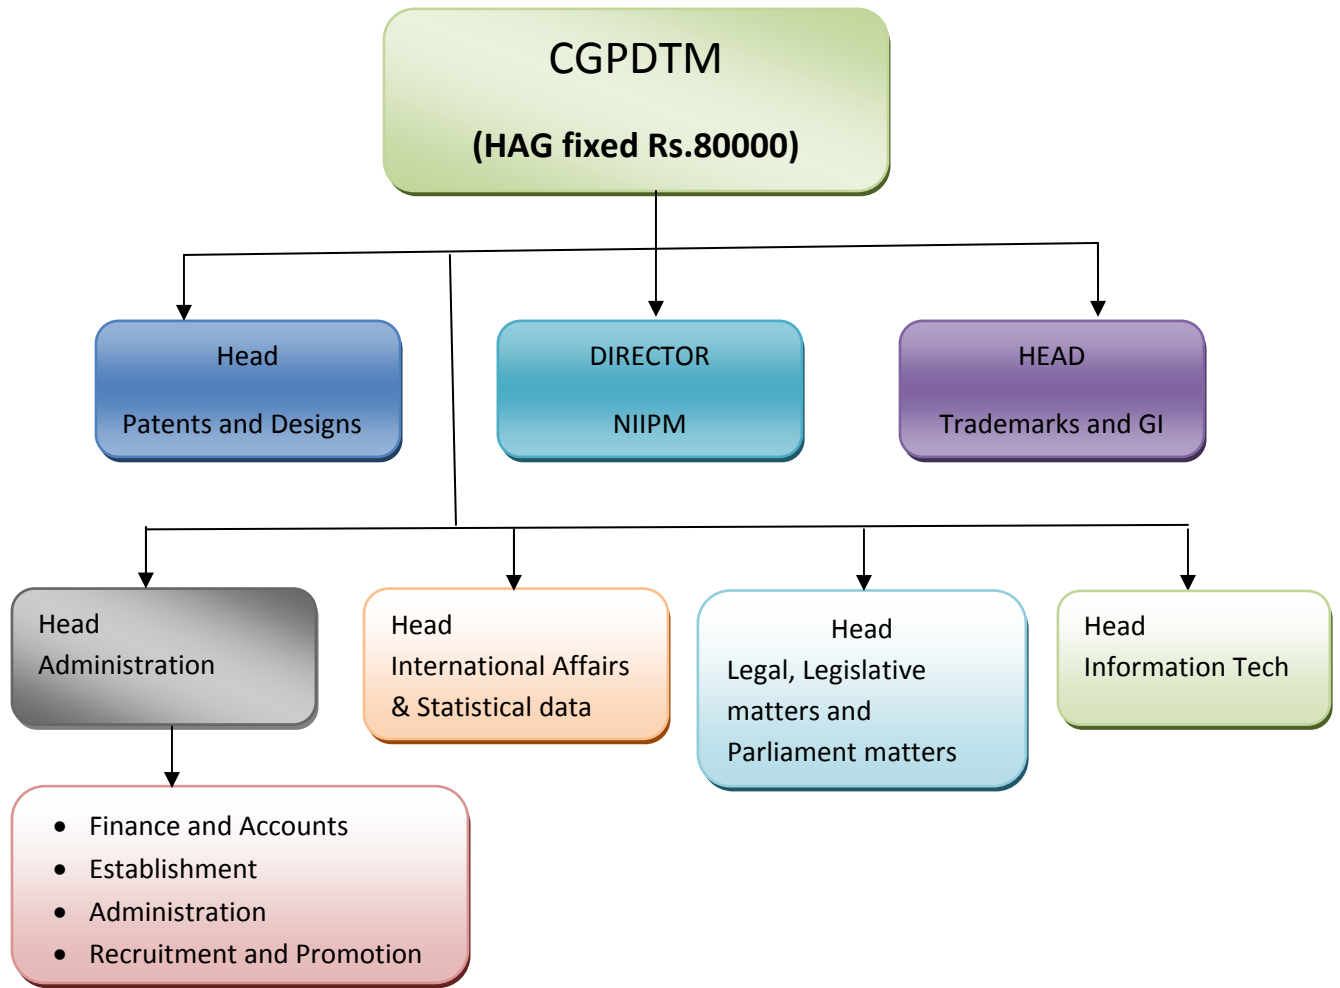 CGPDTM
(HAG fixed Rs.80000)
Head
Patents and Designs
DIRECTOR
NIIPM
HEAD
Trademarks and GI
Head
Administration
Head
International Affairs
& Statistical data
Head
Legal, Legislative
matters and
Parliament matters
Head
Information Tech
• Finance and Accounts
• Establishment
• Administration
• Recruitment and Promotion